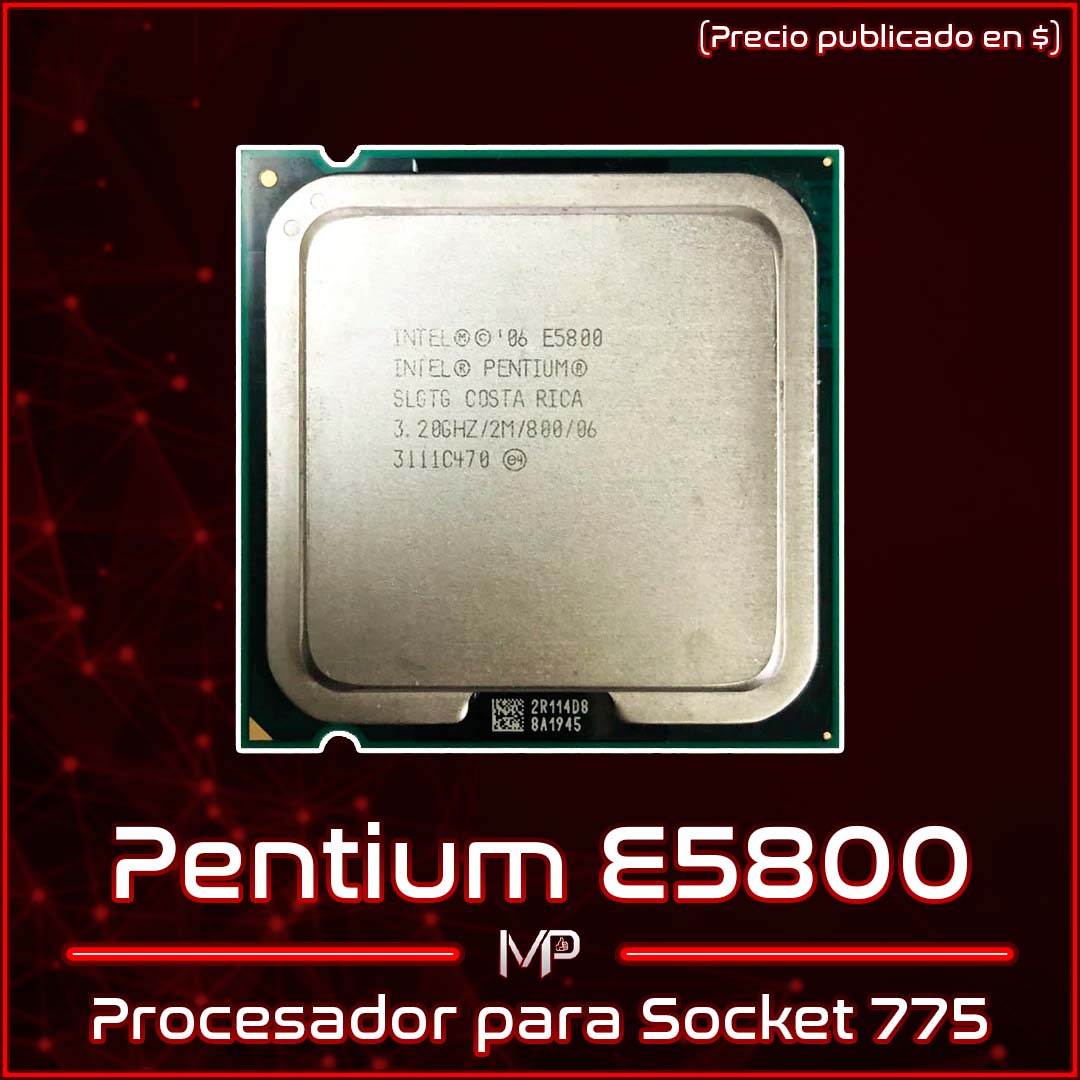 (Precio publicado en $)
INTEL Ⓜ © '06 E5800
INTEL® PENTIUM®
SLGTG COSTA RICA
3.20GHZ/2M/800/06
3111C470 e4
2R114D8
8A1945
Pentium E5800
MP
Procesador para Socket 775